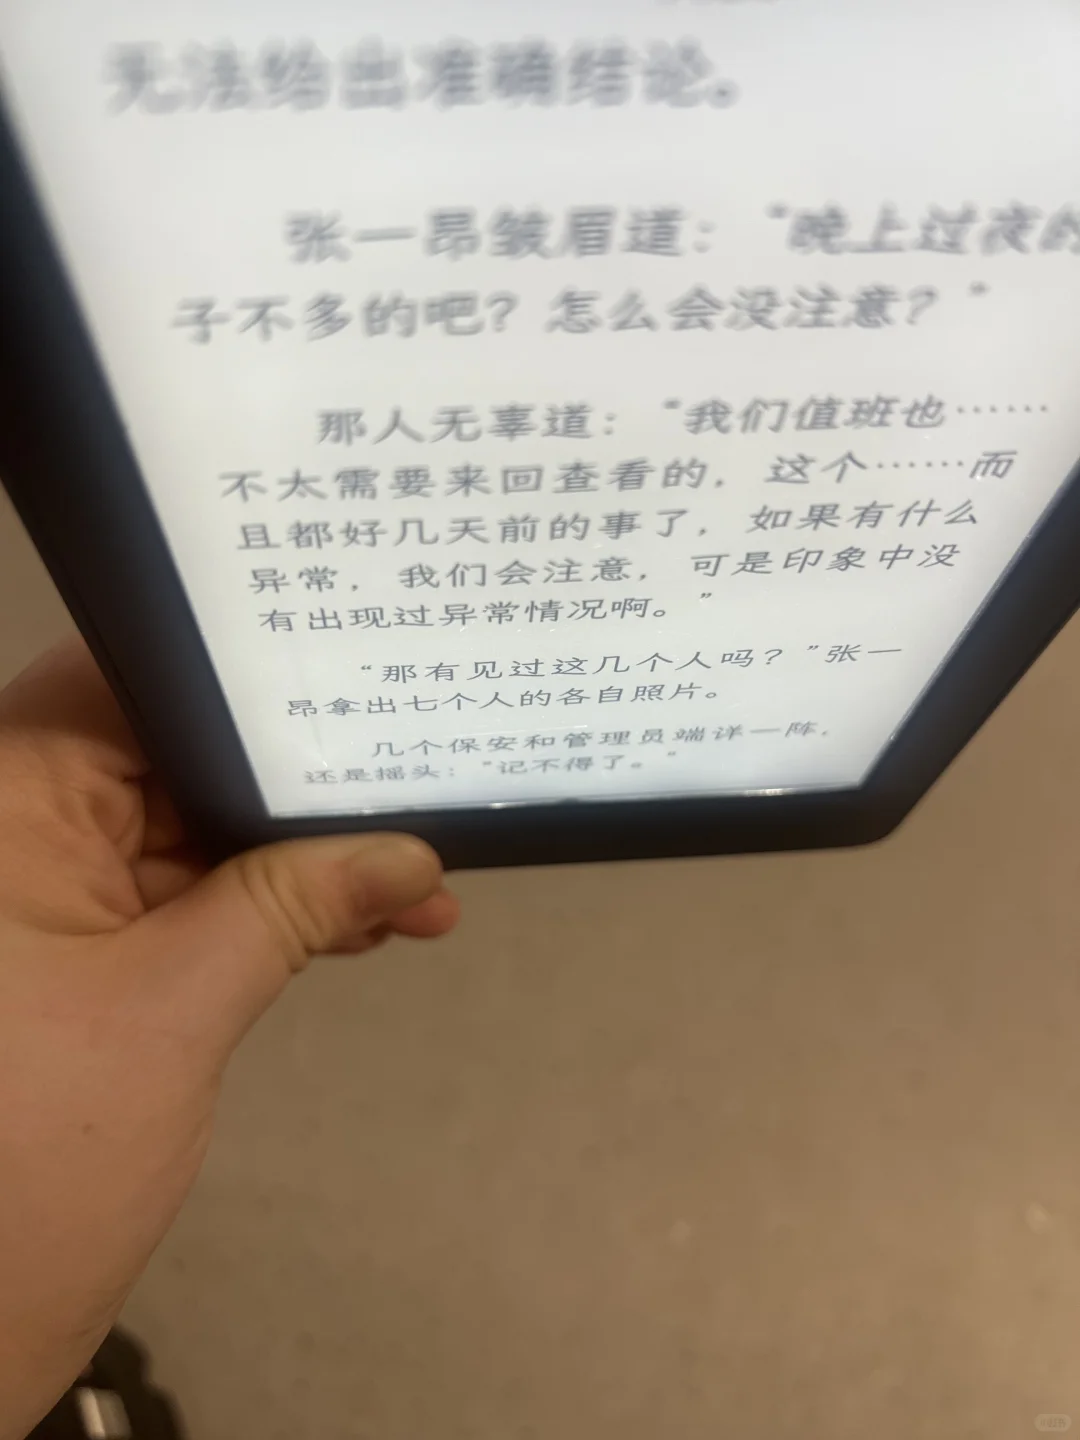 无法给出准确结论。
张一昂皱眉道：“晚上过夜的
子不多的吧？怎么会没注意？”
那人无辜道：“我们值班也……
不太需要来回查看的，这个……而
且都好几天前的事了，如果有什么
异常，我们会注意，可是印象中没
有出现过异常情况啊。”
“那有见过这几个人吗？”张一
昂拿出七个人的各自照片。
几个保安和管理员端详一阵，
还是摇头：“记不得了。”